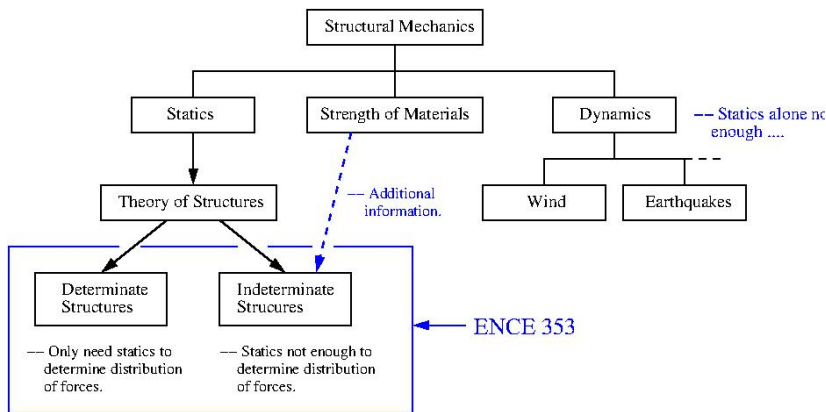 Structural Mechanics
Statics
Strength of Materials
Dynamics
-- Statics alone no
enough ....
Theory of Structures
-- Additional
information.
Wind
Earthquakes
Determinate
Structures
Indeterminate
Strucures
ENCE 353
-- Only need statics to
determine distribution
of forces.
-- Statics not enough to
determine distribution
of forces.